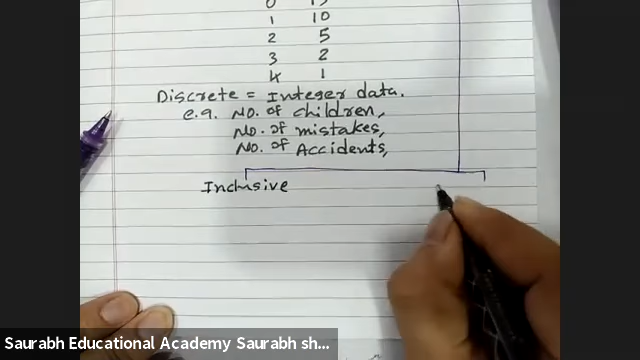 0
1 10
2 5
3 2
4 1
Discrete = Integer data.
e.g. No. of children,
No. of mistakes,
No. of Accidents,
Inclusive
Saurabh Educational Academy Saurabh sh...